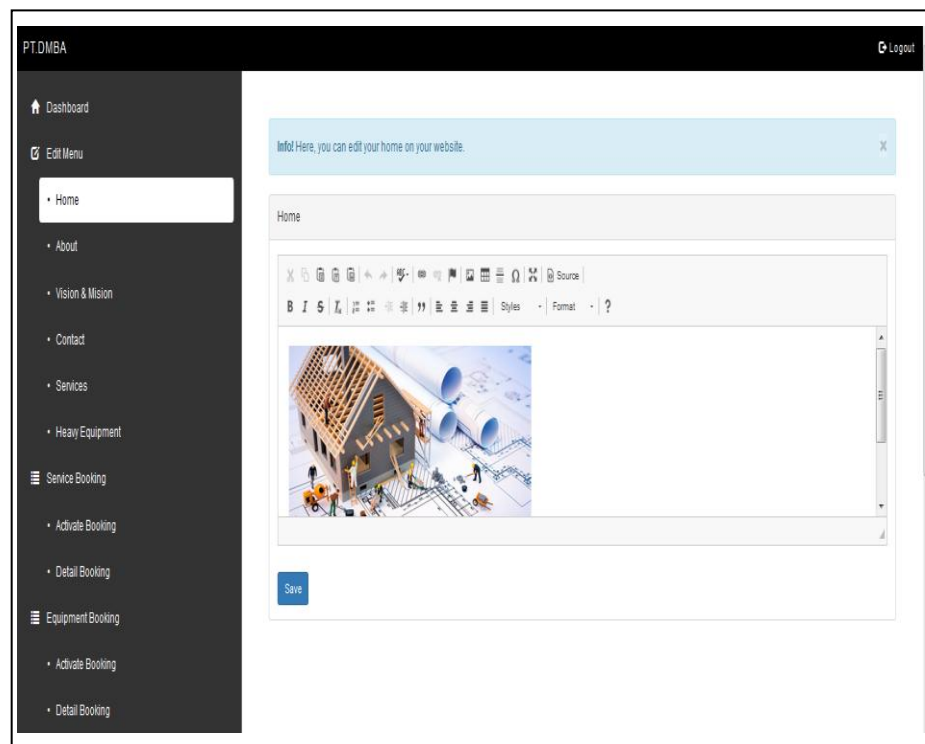 PT.DMBA
Logout
Dashboard
Edit Menu
Home
About
Vision & Mision
Contact
Services
Heavy Equipment
Service Booking
Activate Booking
Detail Booking
Equipment Booking
Activate Booking
Detail Booking
Info! Here, you can edit your home on your website. x
Home
Source
B I S Ix Styles Format ?
Save